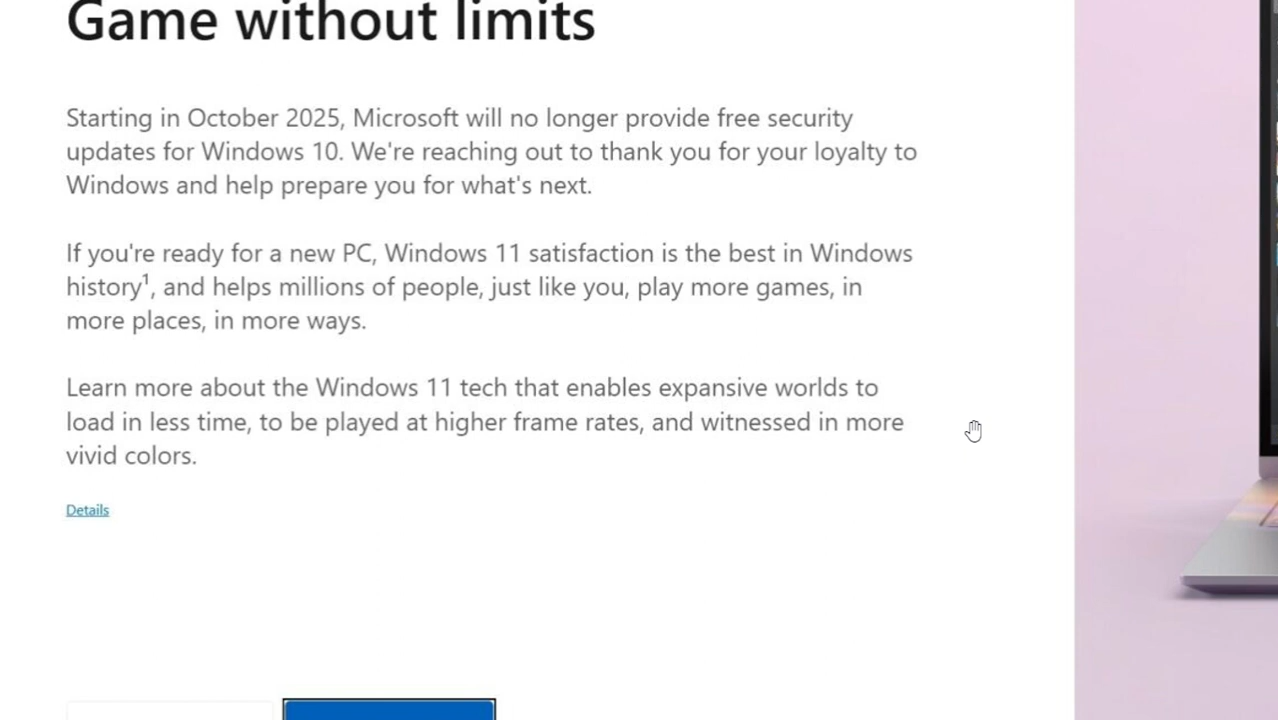 Game without limits
Starting in October 2025, Microsoft will no longer provide free security
updates for Windows 10. We're reaching out to thank you for your loyalty to
Windows and help prepare you for what's next.
If you're ready for a new PC, Windows 11 satisfaction is the best in Windows
history¹, and helps millions of people, just like you, play more games, in
more places, in more ways.
Learn more about the Windows 11 tech that enables expansive worlds to
load in less time, to be played at higher frame rates, and witnessed in more
vivid colors.
Details